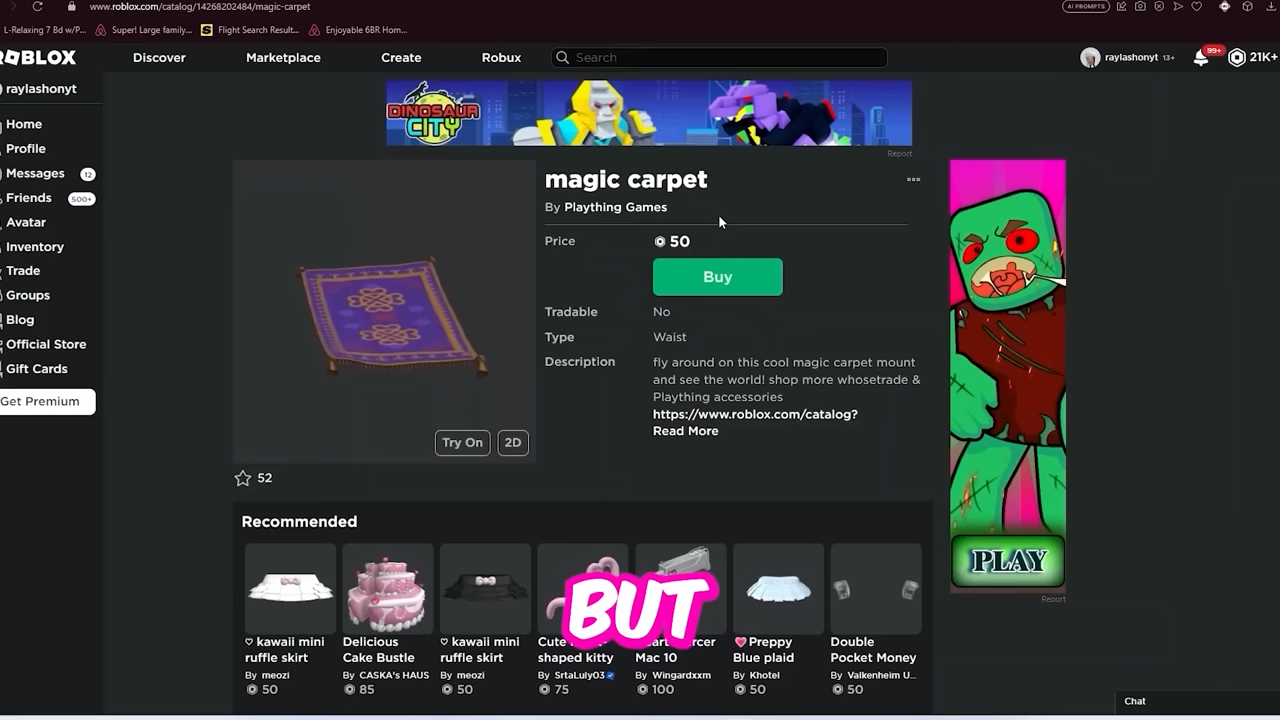 www.roblox.com/catalog/14268202484/magic-carpet
AI PROMPTS
L-Relaxing 7 Bd w/P...
Super! Large family...
Flight Search Result...
Enjoyable 6BR Hom...
ROBLOX
Discover
Marketplace
Create
Robux
Search
raylashonyt 13+
99+
21K+
raylashonyt
Home
Profile
Messages 12
Friends 500+
Avatar
Inventory
Trade
Groups
Blog
Official Store
Gift Cards
Get Premium
DINOSAUR
CITY
Report
magic carpet
By Plaything Games
Price 50
Buy
Tradable No
Type Waist
Description fly around on this cool magic carpet mount
and see the world! shop more whosetrade &
Plaything accessories
https://www.roblox.com/catalog?
Read More
Try On
2D
52
PLAY
Report
Recommended
♡ kawaii mini
ruffle skirt
By meozi
50
Delicious
Cake Bustle
By CASKA's HAUS
85
♡ kawaii mini
ruffle skirt
By meozi
50
Cute
shaped kitty
By SrtaLuly03
75
Mac 10
By Wingardxxm
100
Preppy
Blue plaid
By Khotel
50
Double
Pocket Money
By Valkenheim U...
50
BUT
Chat